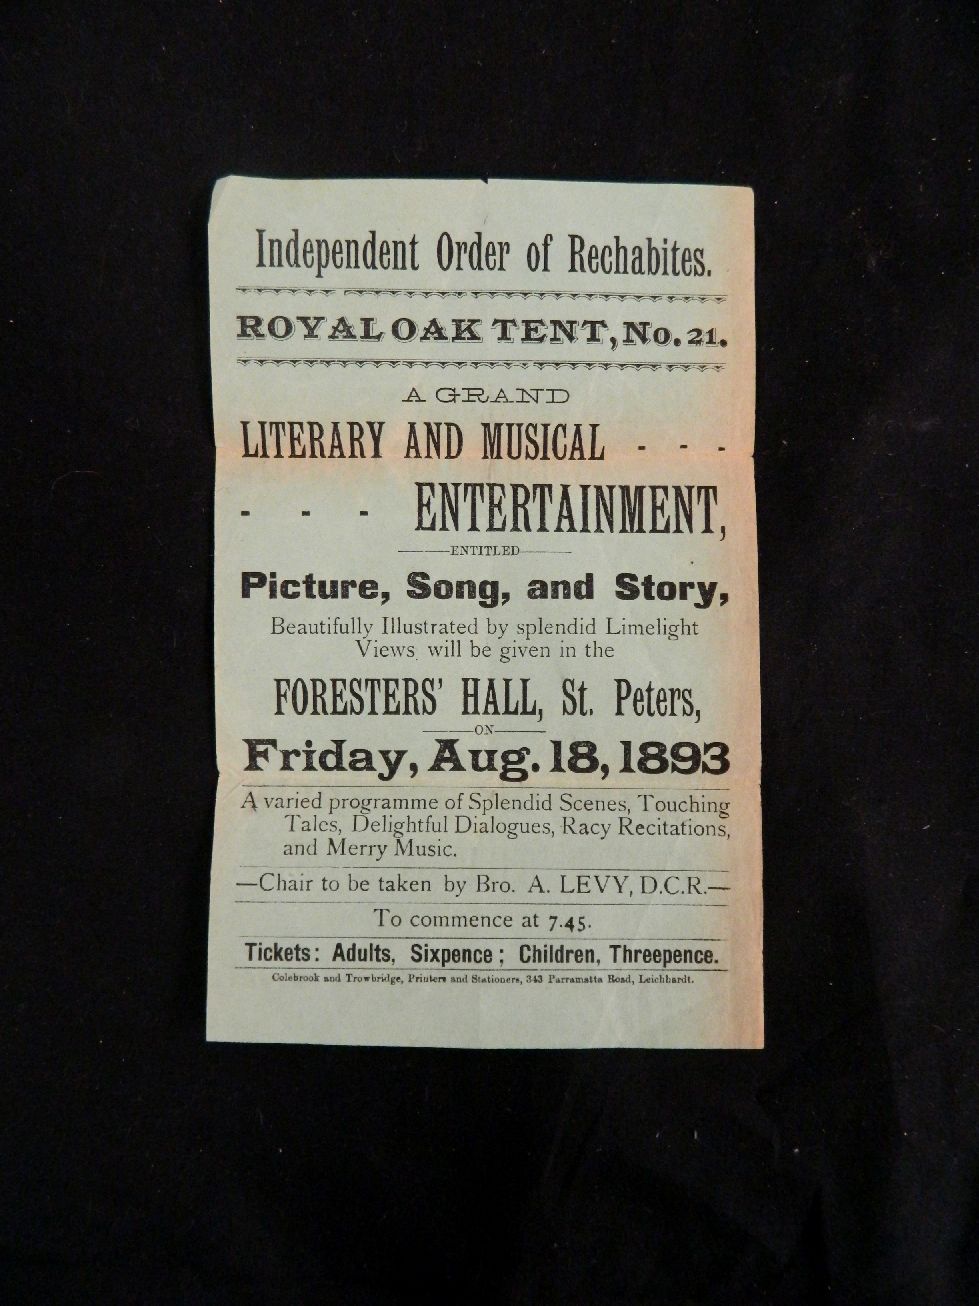 Independent Order of Rechabites.
ROYAL OAK TENT, No. 21.
A GRAND
LITERARY AND MUSICAL - - -
- - - ENTERTAINMENT,
ENTITLED
Picture, Song, and Story,
Beautifully Illustrated by splendid Limelight
Views will be given in the
FORESTERS' HALL, St. Peters,
ON
Friday, Aug. 18, 1893
A varied programme of Splendid Scenes, Touching
Tales, Delightful Dialogues, Racy Recitations,
and Merry Music.
—Chair to be taken by Bro. A. LEVY, D.C.R.—
To commence at 7.45.
Tickets: Adults, Sixpence; Children, Threepence.
Colebrook and Trowbridge, Printers and Stationers, 343 Parramatta Road, Leichhardt.